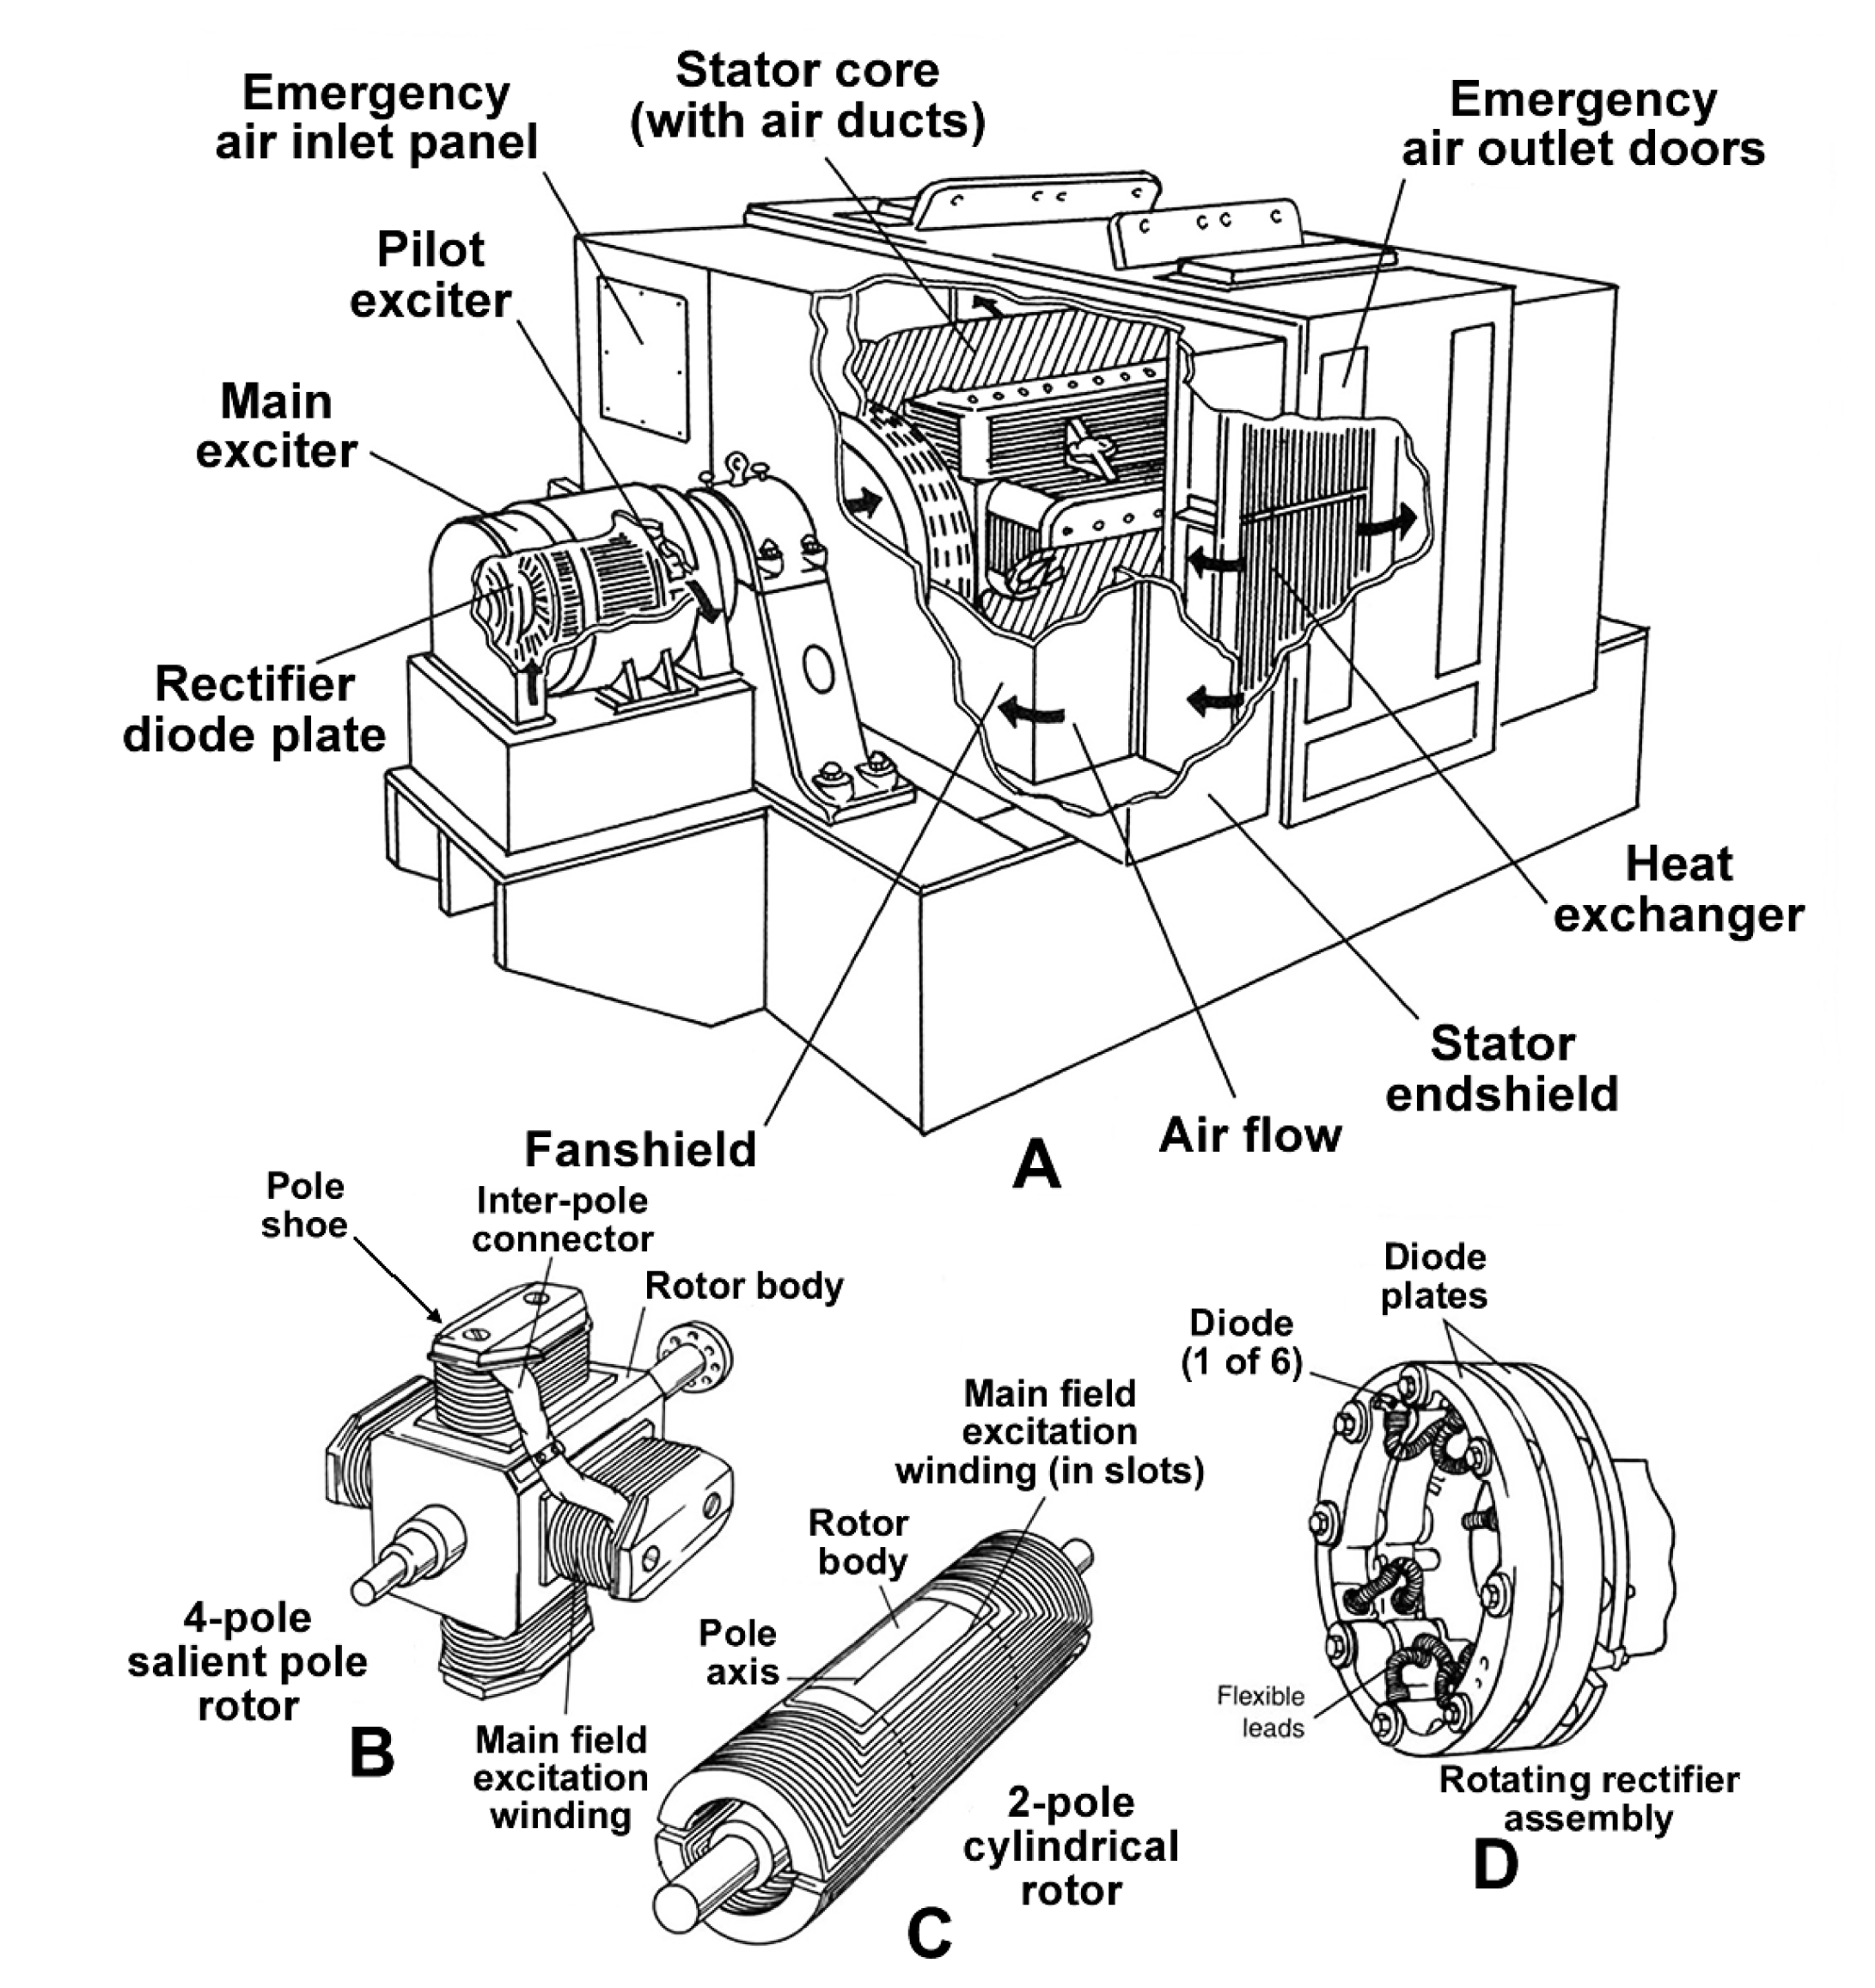 Emergency
air inlet panel
Stator core
(with air ducts)
Emergency
air outlet doors
Pilot
exciter
Main
exciter
Rectifier
diode plate
Heat
exchanger
Stator
endshield
Air flow
Fanshield
A
Pole
shoe
Inter-pole
connector
Rotor body
4-pole
salient pole
rotor
B
Main field
excitation
winding
Main field
excitation
winding (in slots)
Rotor
body
Pole
axis
2-pole
cylindrical
rotor
C
Diode
plates
Diode
(1 of 6)
Flexible
leads
Rotating rectifier
assembly
D